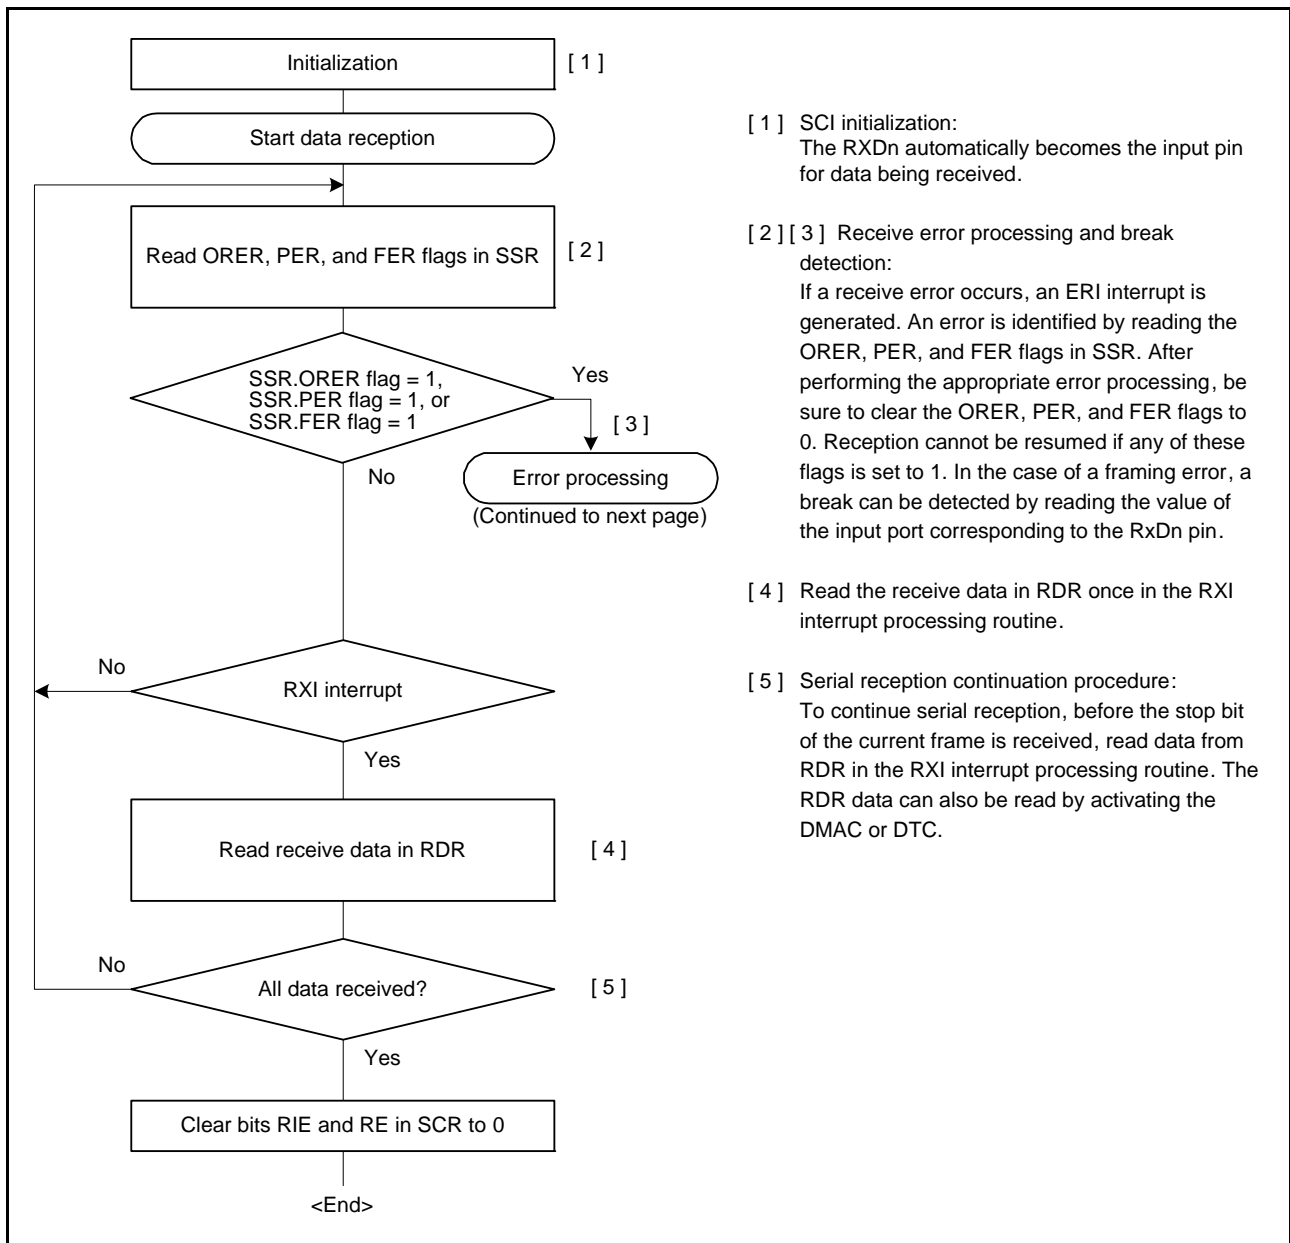 Initialization
[ 1 ]
Start data reception
Read ORER, PER, and FER flags in SSR
[ 2 ]
SSR.ORER flag = 1,
SSR.PER flag = 1, or
SSR.FER flag = 1
Yes
[ 3 ]
No
Error processing
(Continued to next page)
No
RXI interrupt
Yes
Read receive data in RDR
[ 4 ]
No
All data received?
[ 5 ]
Yes
Clear bits RIE and RE in SCR to 0
<End>
[ 1 ] SCI initialization:
The RXDn automatically becomes the input pin
for data being received.
[ 2 ] [ 3 ] Receive error processing and break
detection:
If a receive error occurs, an ERI interrupt is
generated. An error is identified by reading the
ORER, PER, and FER flags in SSR. After
performing the appropriate error processing, be
sure to clear the ORER, PER, and FER flags to
0. Reception cannot be resumed if any of these
flags is set to 1. In the case of a framing error, a
break can be detected by reading the value of
the input port corresponding to the RxDn pin.
[ 4 ] Read the receive data in RDR once in the RXI
interrupt processing routine.
[ 5 ] Serial reception continuation procedure:
To continue serial reception, before the stop bit
of the current frame is received, read data from
RDR in the RXI interrupt processing routine. The
RDR data can also be read by activating the
DMAC or DTC.